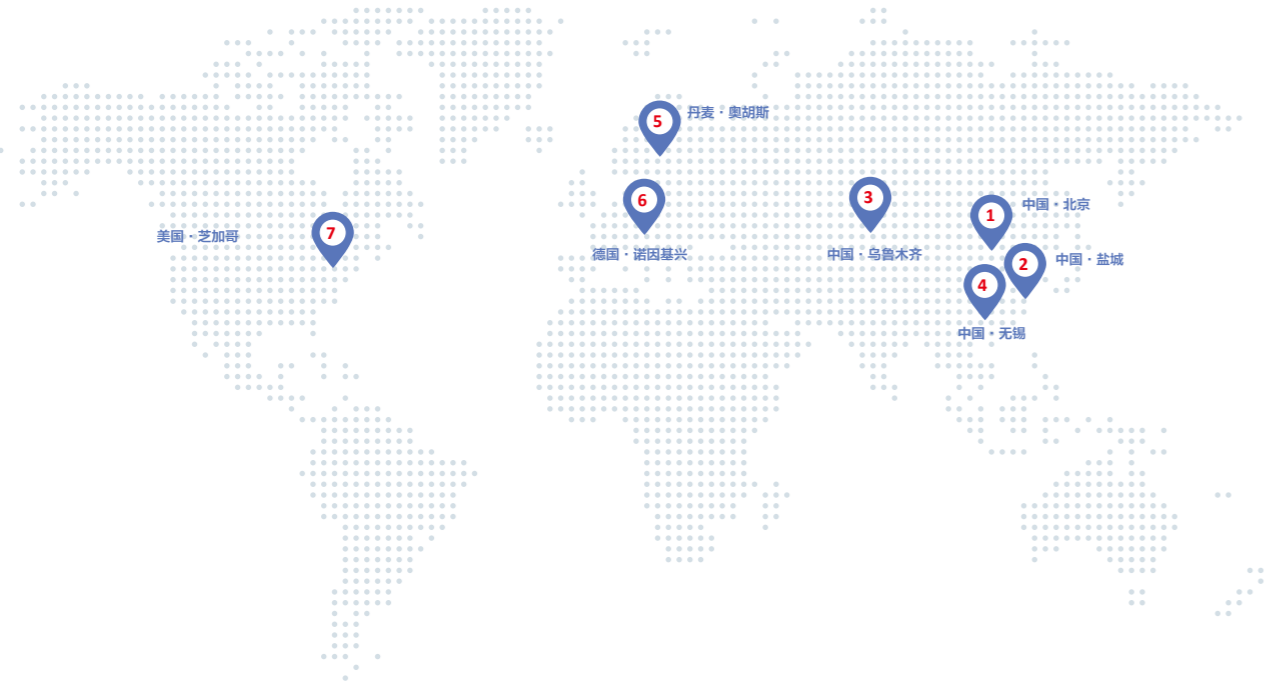 5
丹麦·奥胡斯
6
德国·诺因基兴
3
中国·乌鲁木齐
1
中国·北京
7
美国·芝加哥
2
中国·盐城
4
中国·无锡